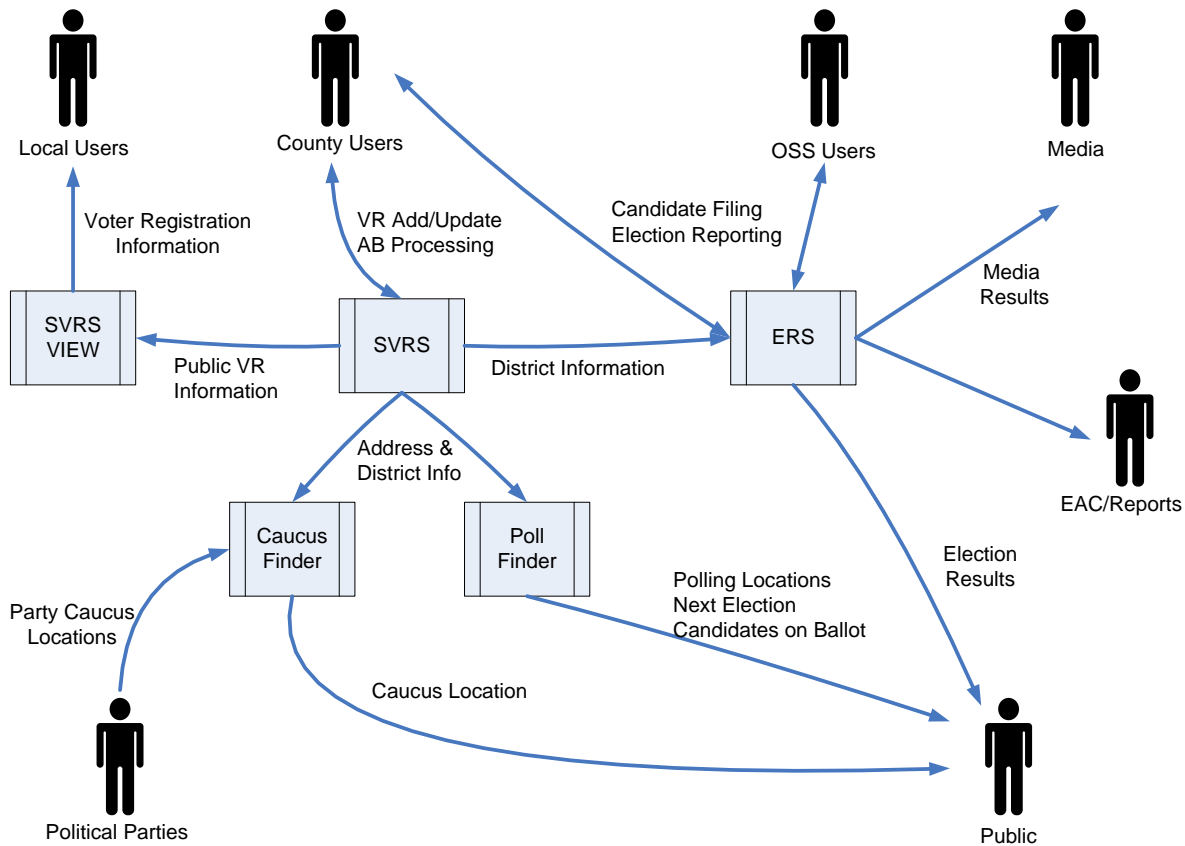 Local Users
County Users
OSS Users
Media
Voter Registration
Information
VR Add/Update
AB Processing
Candidate Filing
Election Reporting
Media
Results
SVRS
VIEW
SVRS
ERS
Public VR
Information
District Information
Address &
District Info
EAC/Reports
Caucus
Finder
Poll
Finder
Election
Results
Party Caucus
Locations
Polling Locations
Next Election
Candidates on Ballot
Caucus Location
Political Parties
Public